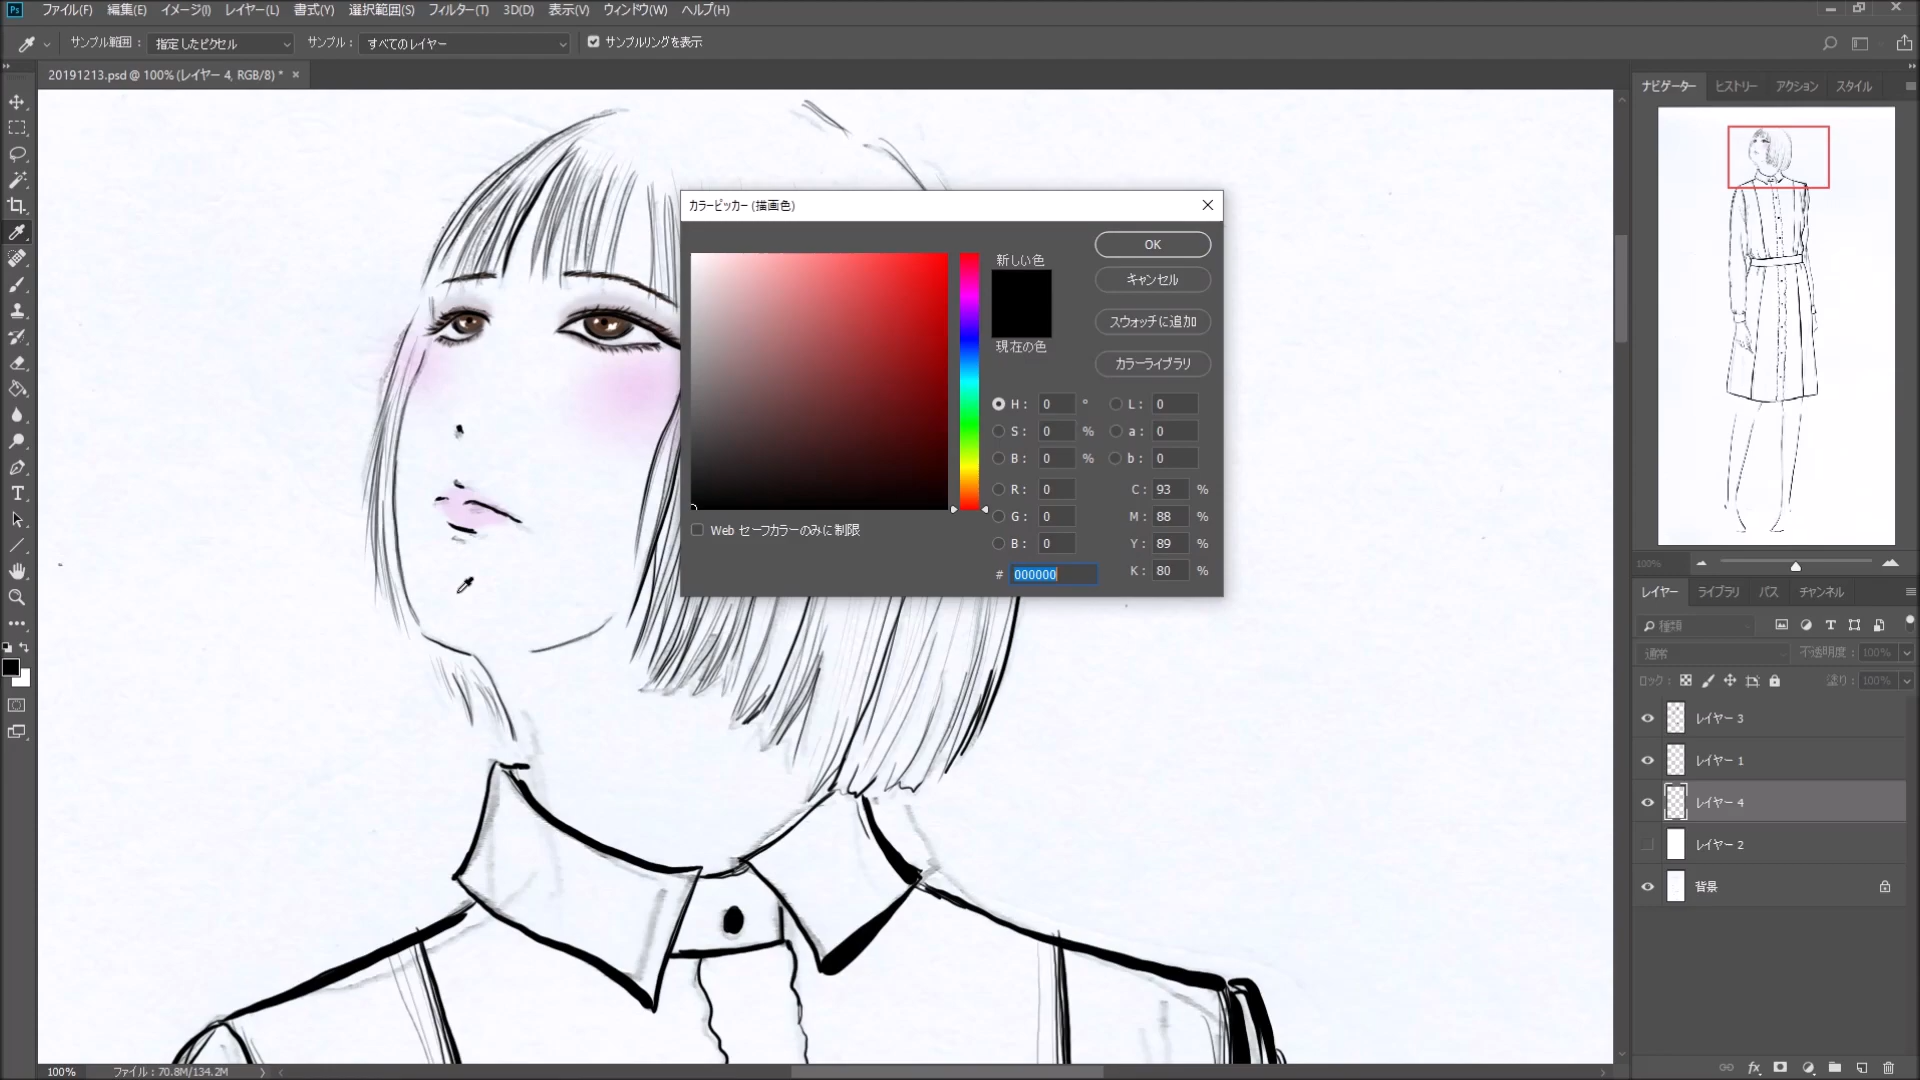 Ps ファイル(F) 編集(E) イメージ(I) レイヤー(L) 書式(Y) 選択範囲(S) フィルター(T) 3D(D) 表示(V) ウィンドウ(W) ヘルプ(H)
サンプル範囲： 指定したピクセル サンプル： すべてのレイヤー サンプルリングを表示
20191213.psd @ 100% (レイヤー 4, RGB/8) * ×
ナビゲーター ヒストリー アクション スタイル
カラーピッカー (描画色)
OK
新しい色
キャンセル
スウォッチに追加
現在の色
カラーライブラリ
H： 0 ° L： 0
S： 0 % a： 0
B： 0 % b： 0
R： 0 C： 93 %
G： 0 M： 88 %
B： 0 Y： 89 %
# 000000 K： 80 %
Web セーフカラーのみに制限
100%
レイヤー ライブラリ パス チャンネル
種類
通常 不透明度： 100%
ロック： 塗り： 100%
レイヤー 3
レイヤー 1
レイヤー 4
レイヤー 2
背景
T
fx
100% ファイル：70.8M/134.2M